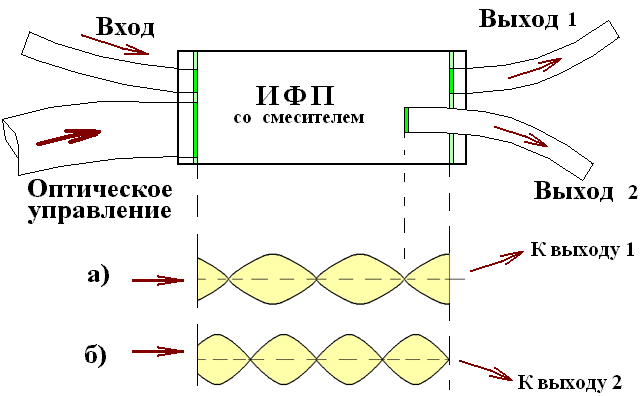 Вход
Выход 1
ИФП
со смесителем
Оптическое
управление
Выход 2
а)
К выходу 1
б)
К выходу 2